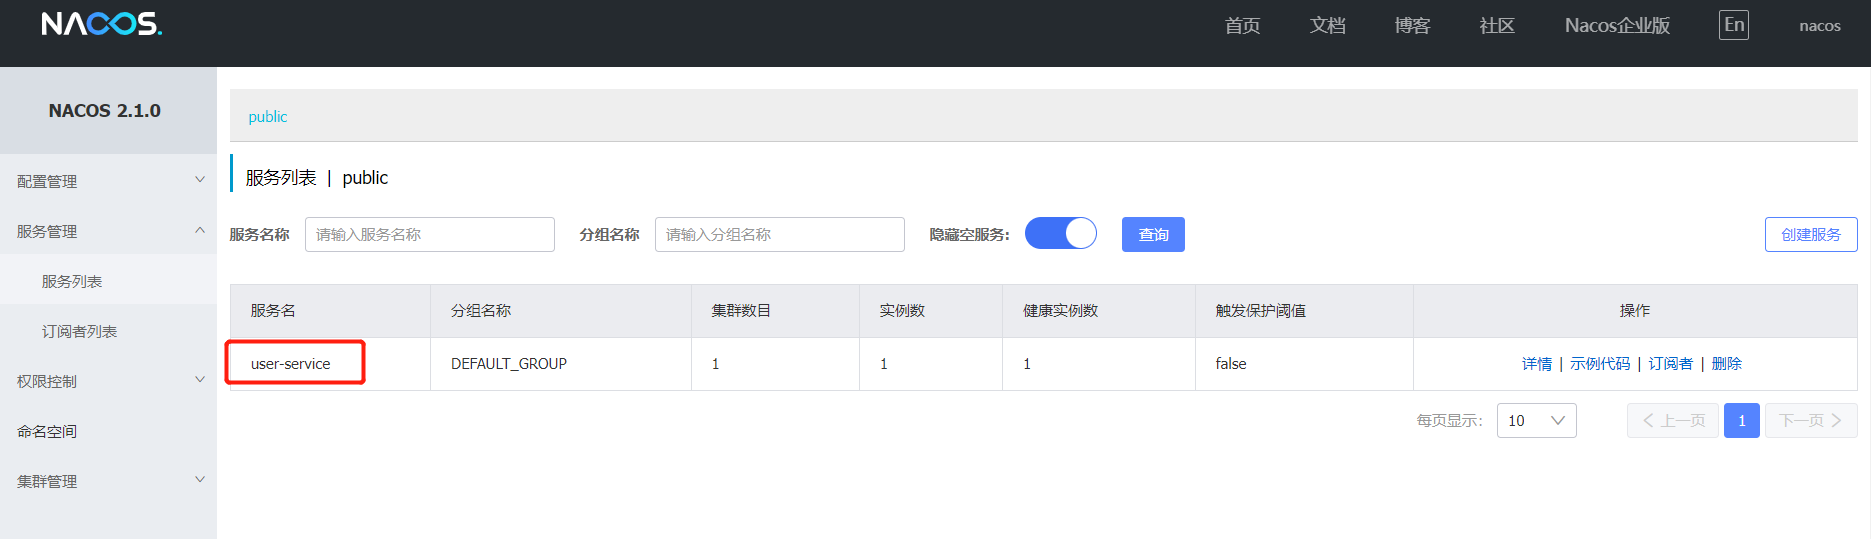 NACOS. 首页 文档 博客 社区 Nacos企业版 En nacos
NACOS 2.1.0
配置管理
服务管理
服务列表
订阅者列表
权限控制
命名空间
集群管理
public
服务列表 | public
服务名称 请输入服务名称 分组名称 请输入分组名称 隐藏空服务: 查询 创建服务
服务名 分组名称 集群数目 实例数 健康实例数 触发保护阈值 操作
user-service DEFAULT_GROUP 1 1 1 false 详情 | 示例代码 | 订阅者 | 删除
每页显示: 10 上一页 1 下一页